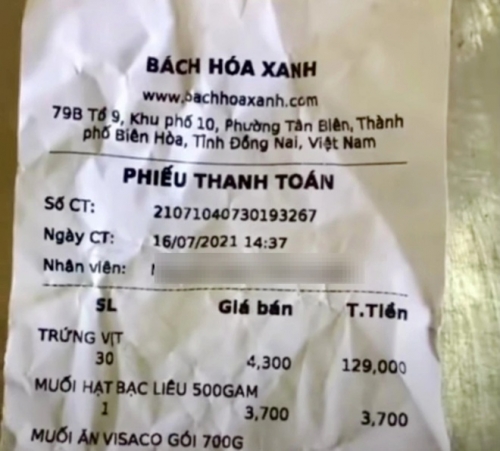 BÁCH HÓA XANH
www.bachhoaxanh.com
79B Tổ 9, Khu phố 10, Phường Tân Biên, Thành
phố Biên Hòa, Tỉnh Đồng Nai, Việt Nam
PHIẾU THANH TOÁN
Số CT: 21071040730193267
Ngày CT: 16/07/2021 14:37
Nhân viên:
SL Giá bán T.Tiền
TRỨNG VỊT
30 4,300 129,000
MUỐI HẠT BẠC LIÊU 500GAM
1 3,700 3,700
MUỐI ĂN VISACO GÓI 700G